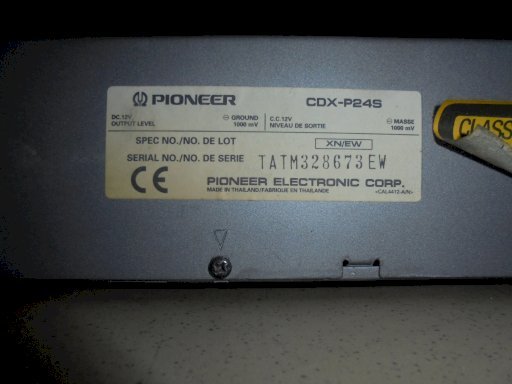 PIONEER CDX-P24S
DC.12V ⊖ GROUND C.C.12V ⊖ MASSE
OUTPUT LEVEL 1000 mV NIVEAU DE SORTIE 1000 mV
SPEC NO./NO. DE LOT XN/EW
SERIAL NO./NO. DE SERIE TATM328673EW
CE PIONEER ELECTRONIC CORP.
MADE IN THAILAND/FABRIQUE EN THAILANDE <CAL4412-A/N>
CLASS